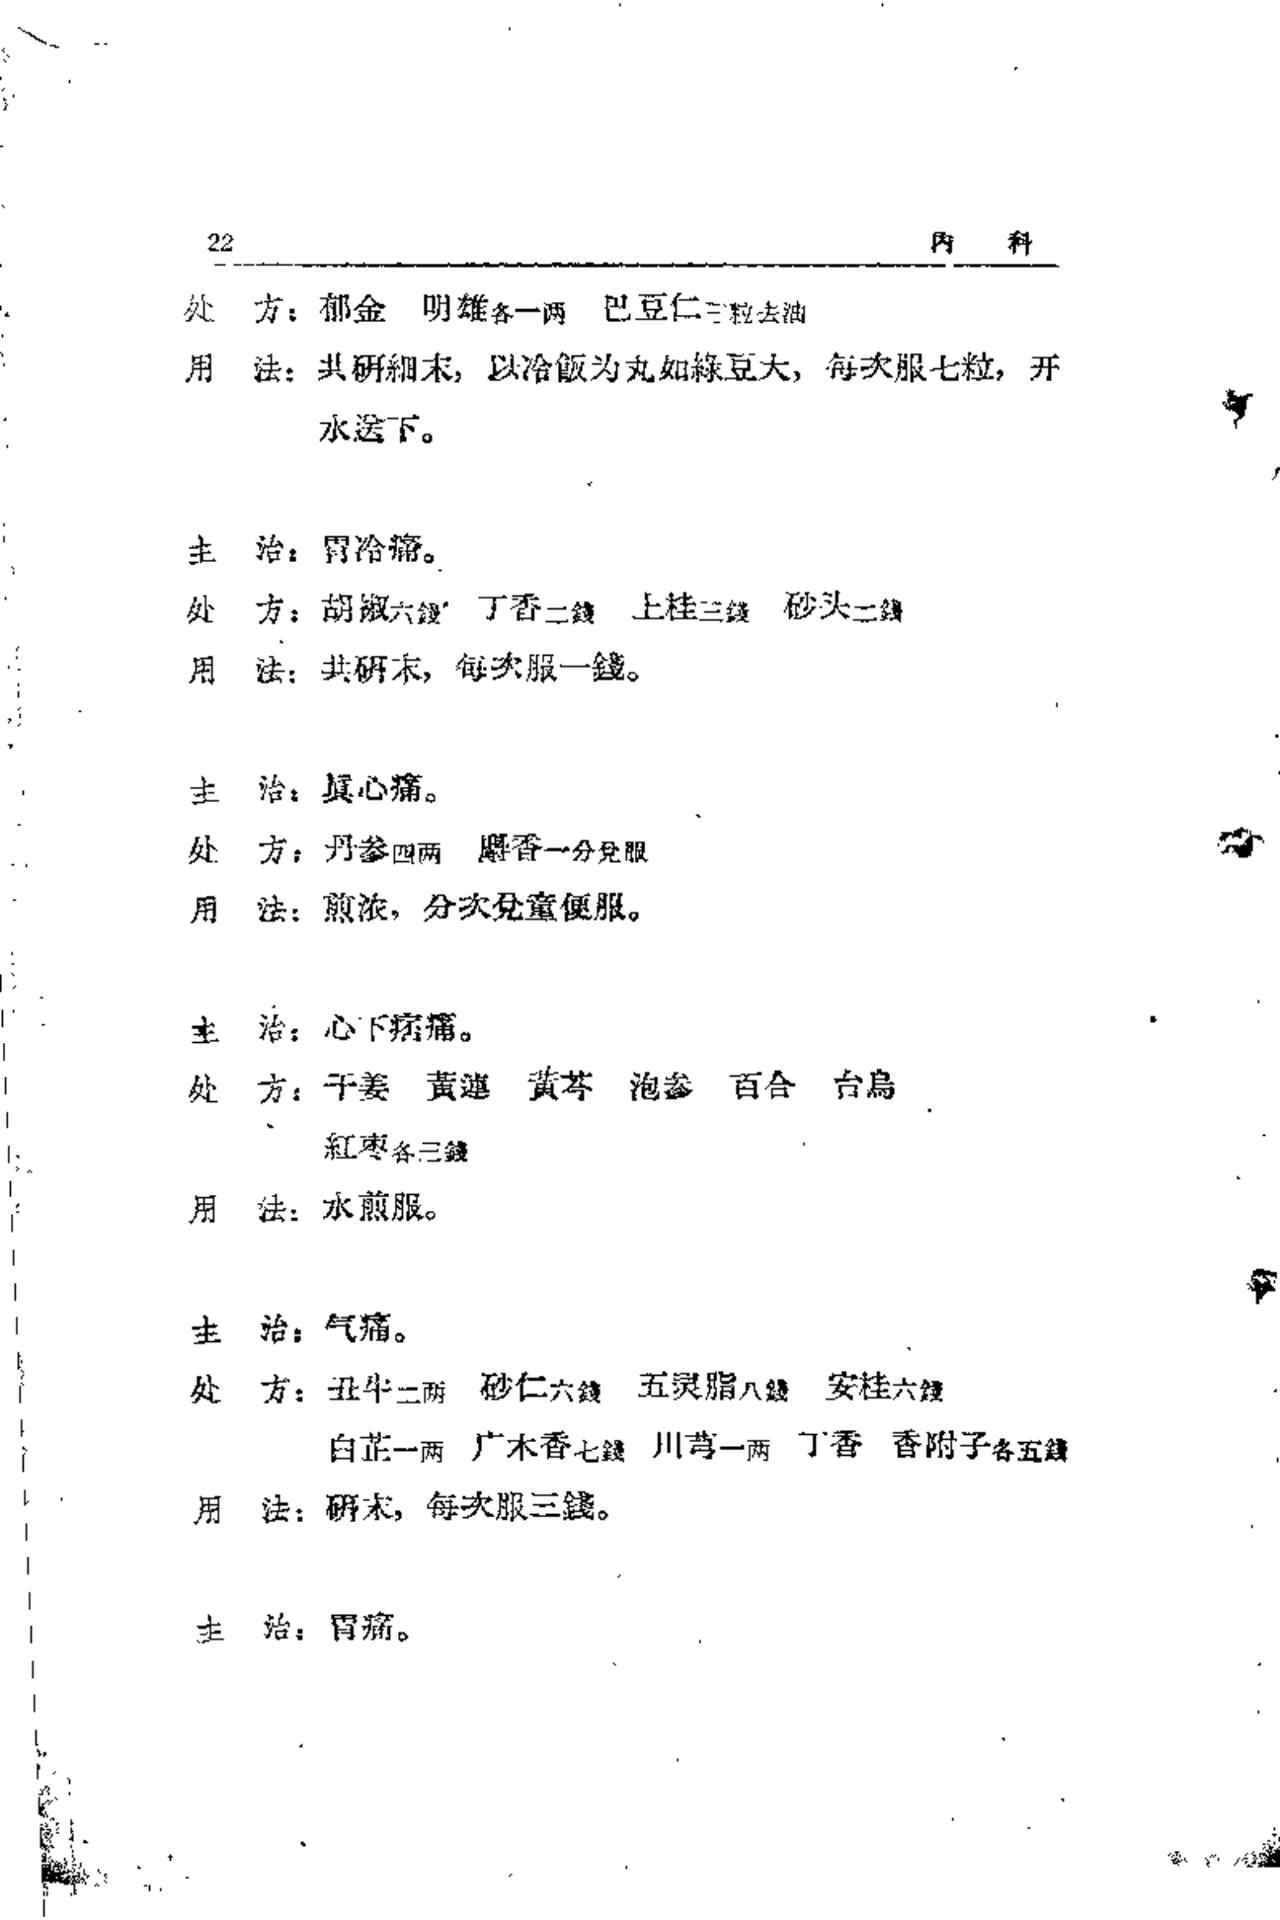 22 内 科
处 方：郁金 明雄各一两 巴豆仁 粒去油
用 法：共研細末，以冷飯为丸如綠豆大，每次服七粒，开
水送下。
主 治：胃冷痛。
处 方：胡椒六錢 丁香二錢 上桂三錢 砂头二錢
用 法：共研末，每次服一錢。
主 治：眞心痛。
处 方：丹参四两 麝香一分兌服
用 法：煎浓，分次兌童便服。
主 治：心下痞痛。
处 方：干姜 黃連 黃芩 泡参 百合 台烏
紅枣各三錢
用 法：水煎服。
主 治：气痛。
处 方：丑牛二两 砂仁六錢 五灵脂八錢 安桂六錢
白芷一两 广木香七錢 川芎一两 丁香 香附子各五錢
用 法：研末，每次服三錢。
主 治：胃痛。